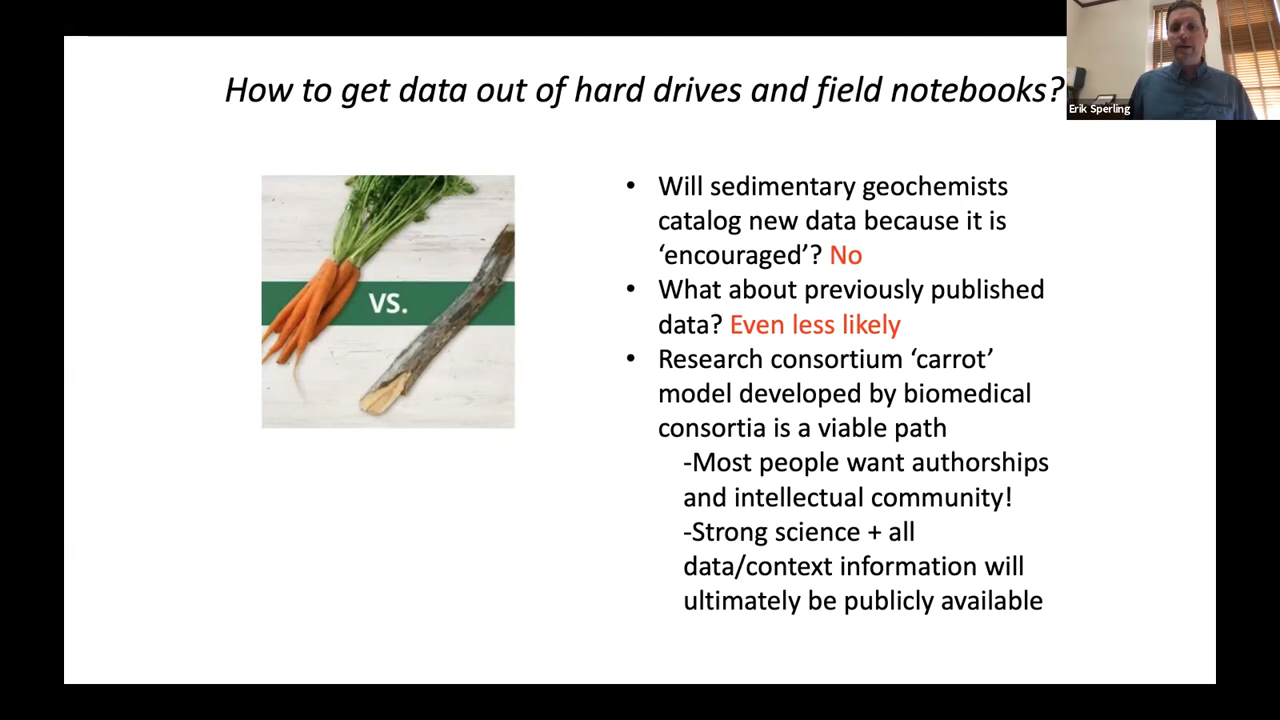 How to get data out of hard drives and field notebooks?
Erik Sperling
VS.
• Will sedimentary geochemists
catalog new data because it is
‘encouraged’? No
• What about previously published
data? Even less likely
• Research consortium ‘carrot’
model developed by biomedical
consortia is a viable path
-Most people want authorships
and intellectual community!
-Strong science + all
data/context information will
ultimately be publicly available